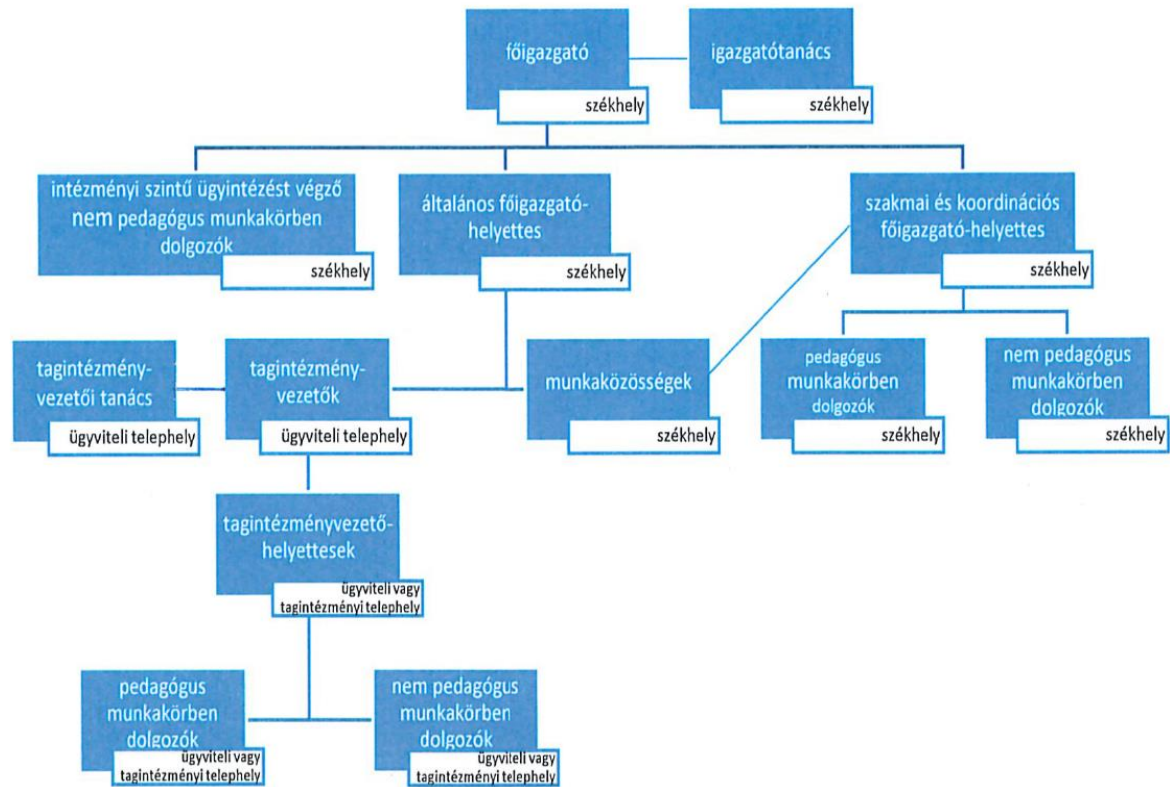 főigazgató
székhely
igazgatótanács
székhely
intézményi szintű ügyintézést végző
nem pedagógus munkakörben
dolgozók
székhely
általános főigazgató-
helyettes
székhely
szakmai és koordinációs
főigazgató-helyettes
székhely
tagintézmény-
vezetői tanács
ügyviteli telephely
tagintézmény-
vezetők
ügyviteli telephely
munkaközösségek
székhely
pedagógus
munkakörben
dolgozók
székhely
nem pedagógus
munkakörben
dolgozók
székhely
tagintézményvezető-
helyettesek
ügyviteli vagy
tagintézményi telephely
pedagógus
munkakörben
dolgozók
ügyviteli vagy
tagintézményi telephely
nem pedagógus
munkakörben
dolgozók
ügyviteli vagy
tagintézményi telephely